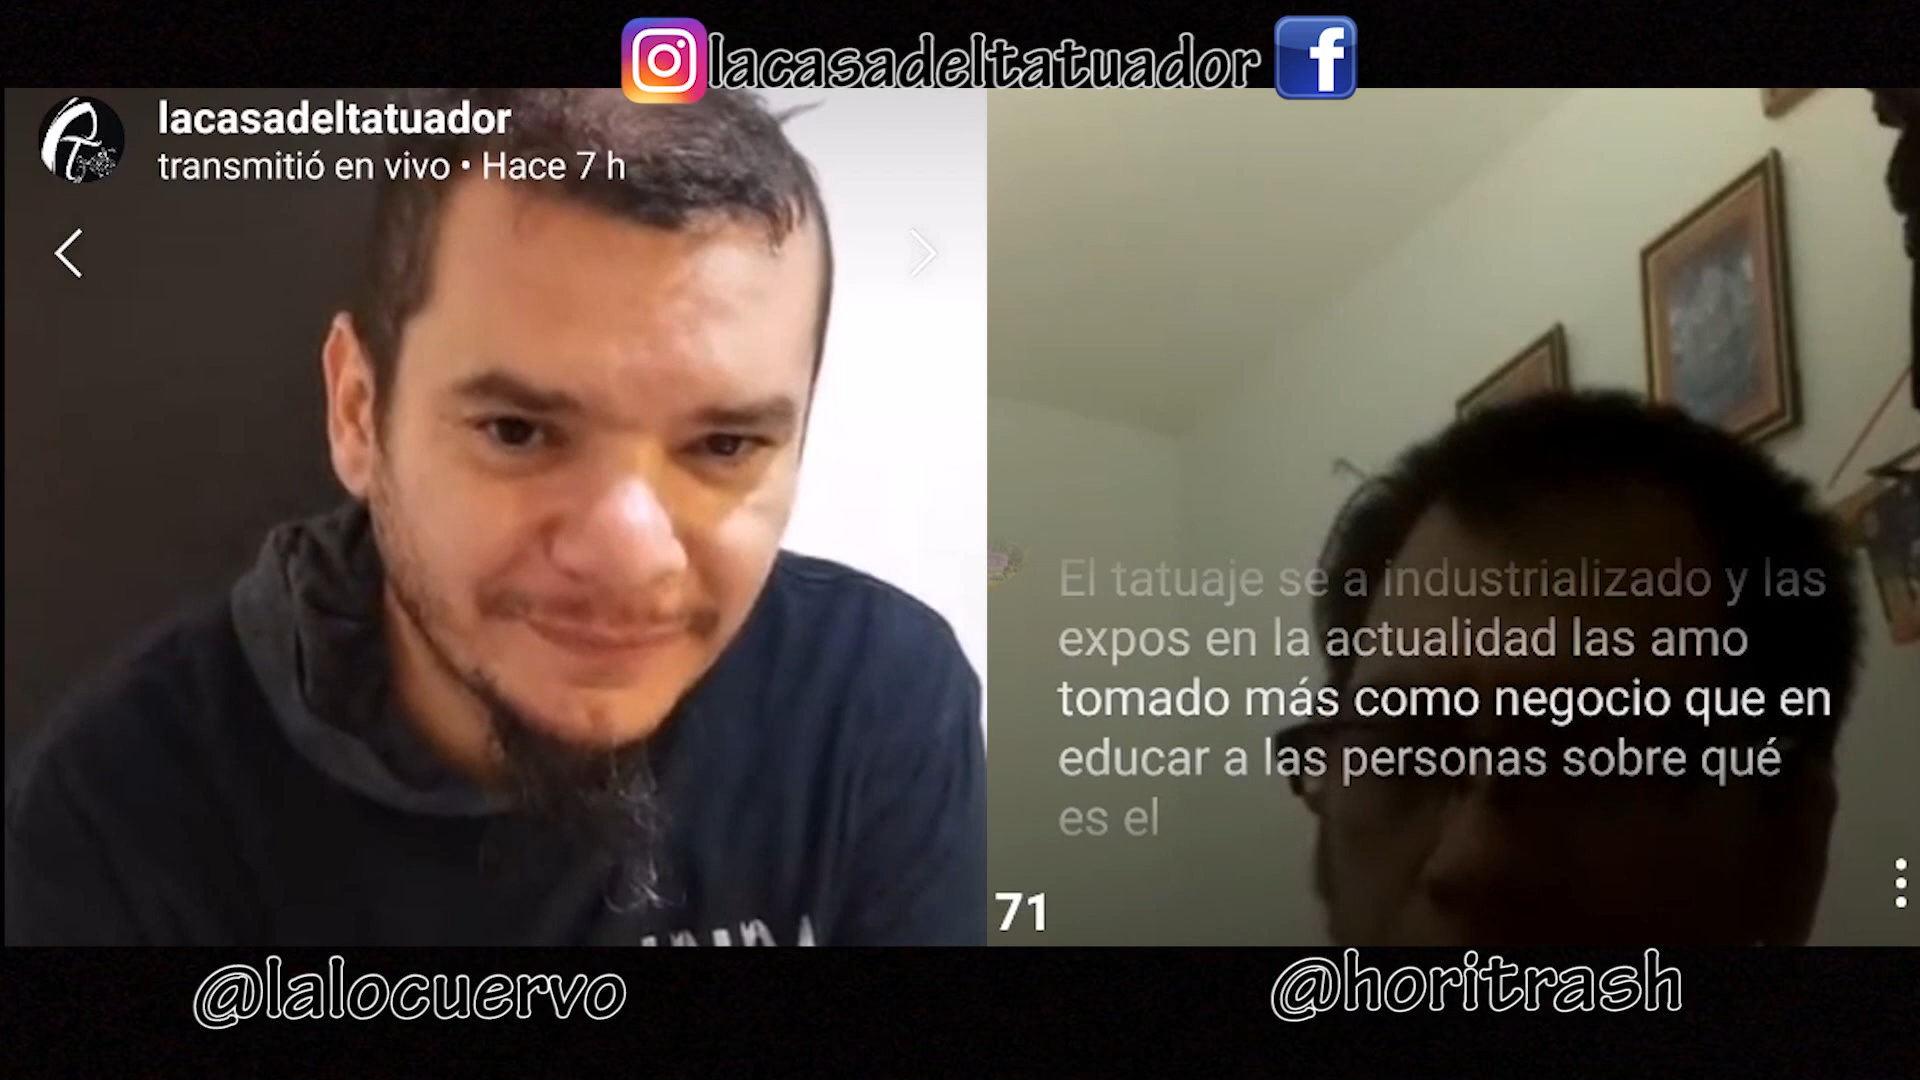 lacasadeltatuador
lacasadeltatuador
transmitió en vivo • Hace 7 h
El tatuaje se a industrializado y las
expos en la actualidad las amo
tomado más como negocio que en
educar a las personas sobre qué
es el
71
@lalocuervo
@horitrash